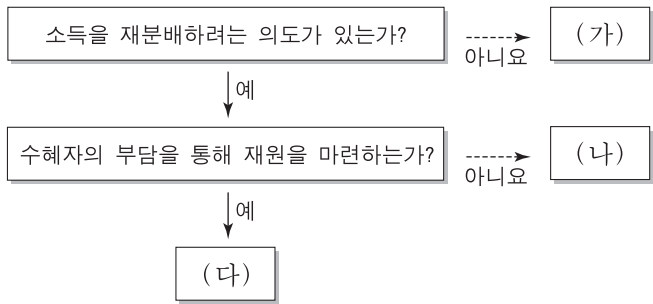 소득을 재분배하려는 의도가 있는가?
아니요
(가)
예
수혜자의 부담을 통해 재원을 마련하는가?
아니요
(나)
예
(다)